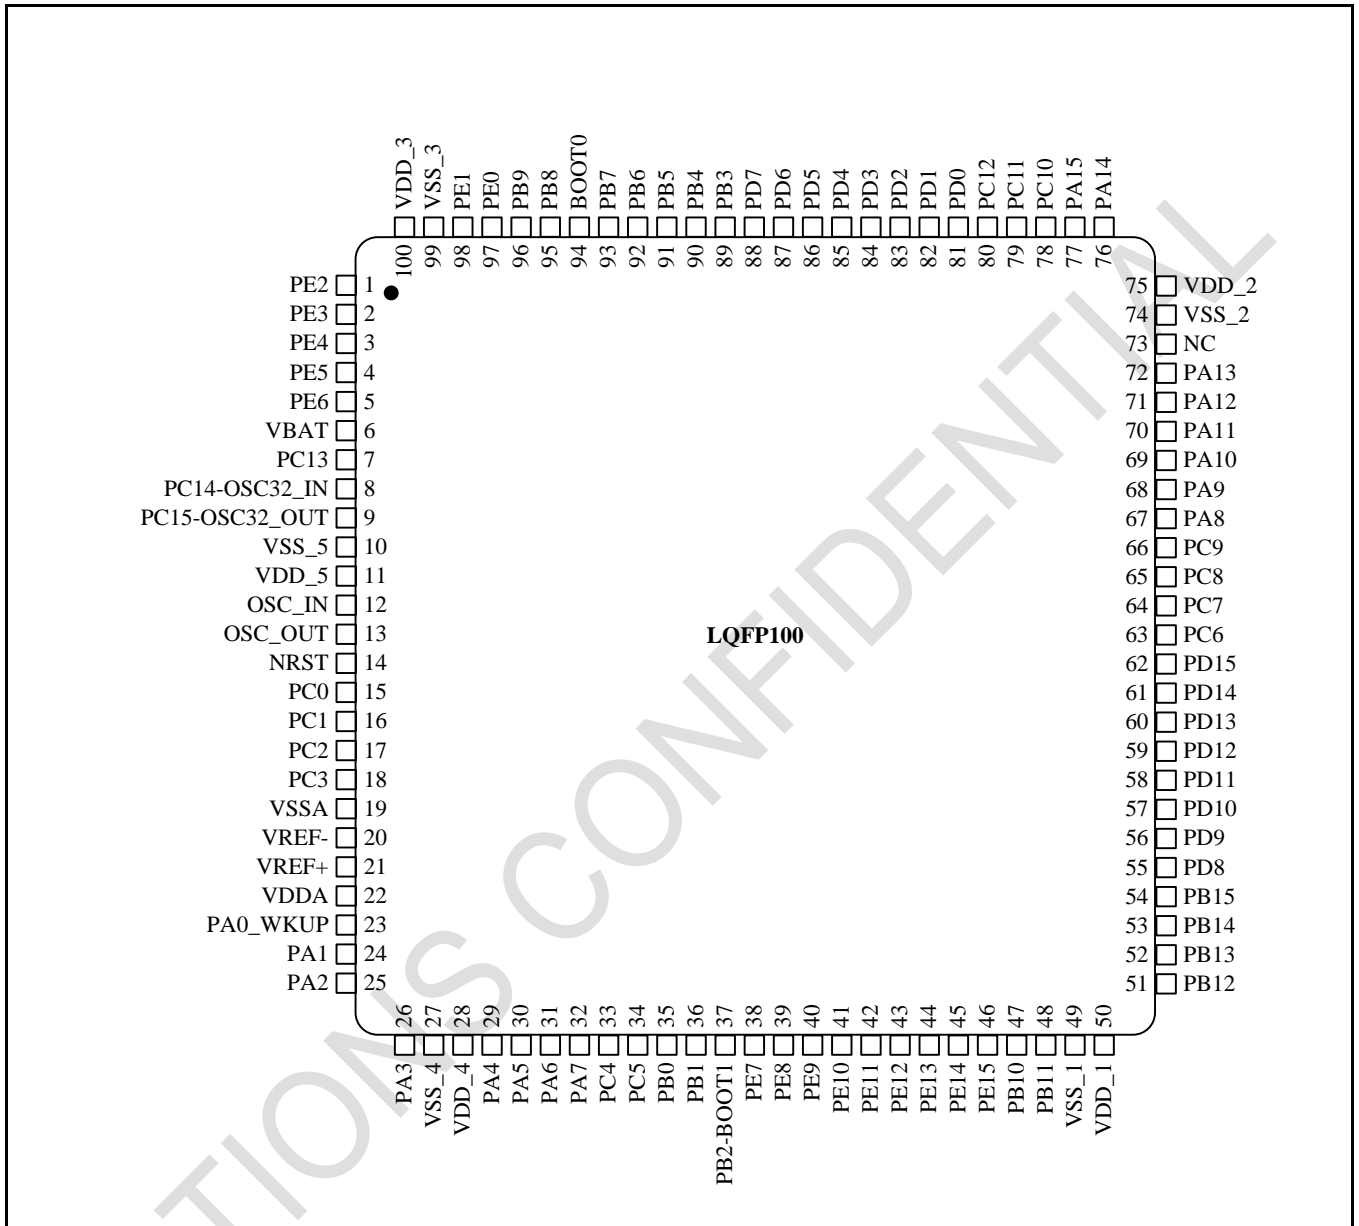 VDD_3
VSS_3
PE1
PE0
PB9
PB8
BOOT0
PB7
PB6
PB5
PB4
PB3
PD7
PD6
PD5
PD4
PD3
PD2
PD1
PD0
PC12
PC11
PC10
PA15
PA14
100
99
98
97
96
95
94
93
92
91
90
89
88
87
86
85
84
83
82
81
80
79
78
77
76
PE2 1
PE3 2
PE4 3
PE5 4
PE6 5
VBAT 6
PC13 7
PC14-OSC32_IN 8
PC15-OSC32_OUT 9
VSS_5 10
VDD_5 11
OSC_IN 12
OSC_OUT 13
NRST 14
PC0 15
PC1 16
PC2 17
PC3 18
VSSA 19
VREF- 20
VREF+ 21
VDDA 22
PA0_WKUP 23
PA1 24
PA2 25
LQFP100
75 VDD_2
74 VSS_2
73 NC
72 PA13
71 PA12
70 PA11
69 PA10
68 PA9
67 PA8
66 PC9
65 PC8
64 PC7
63 PC6
62 PD15
61 PD14
60 PD13
59 PD12
58 PD11
57 PD10
56 PD9
55 PD8
54 PB15
53 PB14
52 PB13
51 PB12
26
27
28
29
30
31
32
33
34
35
36
37
38
39
40
41
42
43
44
45
46
47
48
49
50
PA3
VSS_4
VDD_4
PA4
PA5
PA6
PA7
PC4
PC5
PB0
PB1
PB2-BOOT1
PE7
PE8
PE9
PE10
PE11
PE12
PE13
PE14
PE15
PB10
PB11
VSS_1
VDD_1
TIONS CONFIDENTIAL